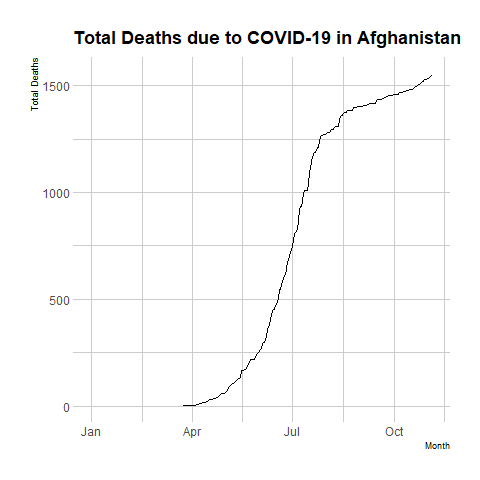 Total Deaths due to COVID-19 in Afghanistan
Total Deaths
1500
1000
500
0
Jan Apr Jul Oct
Month